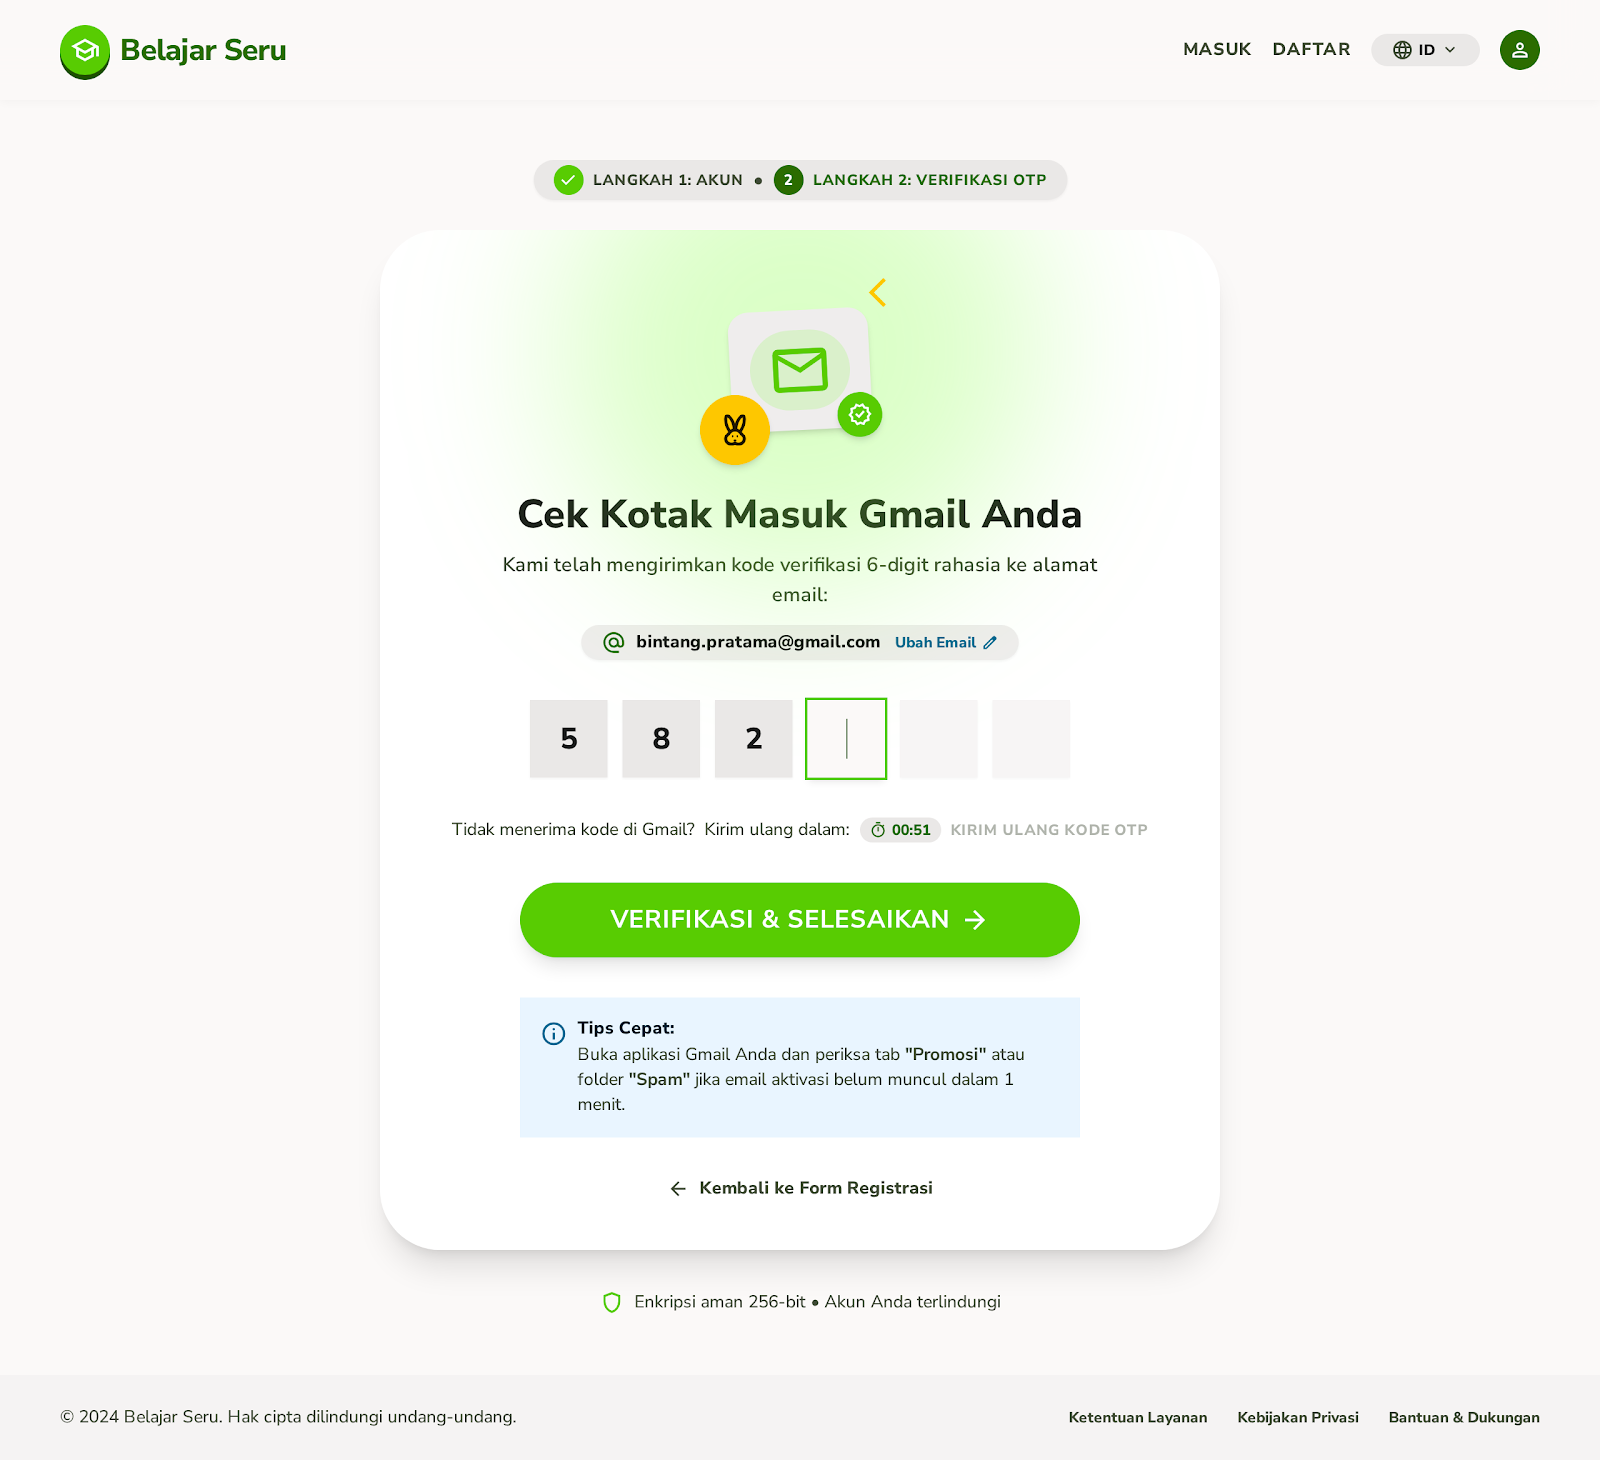 Belajar Seru
MASUK DAFTAR ID
LANGKAH 1: AKUN • 2 LANGKAH 2: VERIFIKASI OTP
Cek Kotak Masuk Gmail Anda
Kami telah mengirimkan kode verifikasi 6-digit rahasia ke alamat
email:
bintang.pratama@gmail.com Ubah Email
5 8 2
Tidak menerima kode di Gmail? Kirim ulang dalam: 00:51 KIRIM ULANG KODE OTP
VERIFIKASI & SELESAIKAN
Tips Cepat:
Buka aplikasi Gmail Anda dan periksa tab "Promosi" atau
folder "Spam" jika email aktivasi belum muncul dalam 1
menit.
Kembali ke Form Registrasi
Enkripsi aman 256-bit • Akun Anda terlindungi
© 2024 Belajar Seru. Hak cipta dilindungi undang-undang.
Ketentuan Layanan Kebijakan Privasi Bantuan & Dukungan